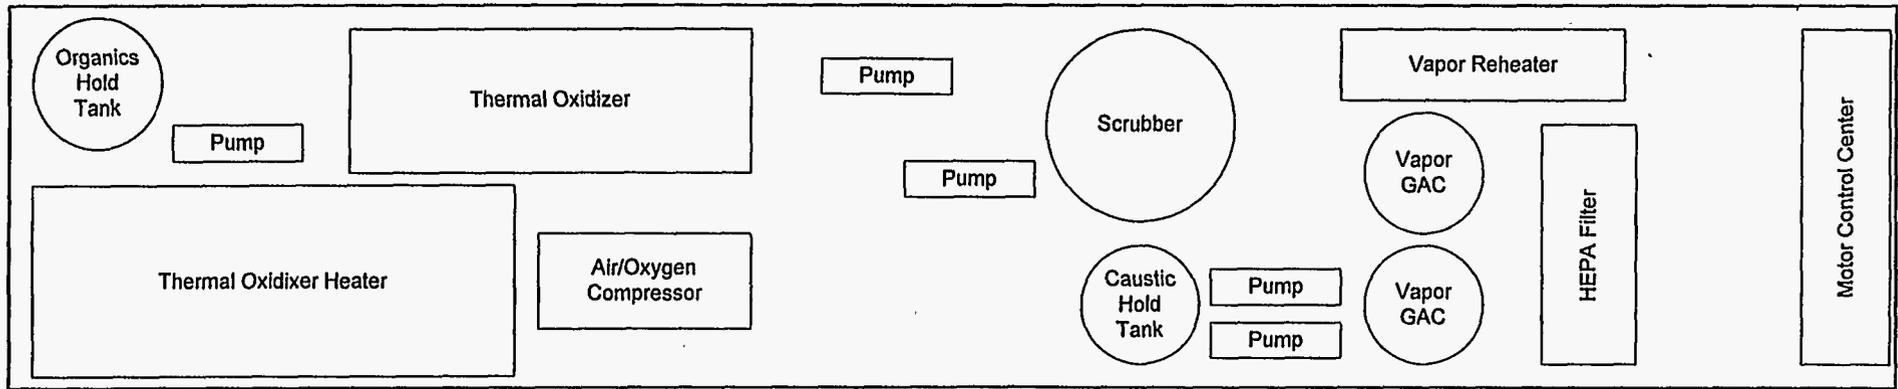 Organics
Hold
Tank
Pump
Thermal Oxidizer
Thermal Oxidixer Heater
Air/Oxygen
Compressor
Pump
Pump
Scrubber
Caustic
Hold
Tank
Pump
Pump
Vapor Reheater
Vapor
GAC
Vapor
GAC
HEPA Filter
Motor Control Center